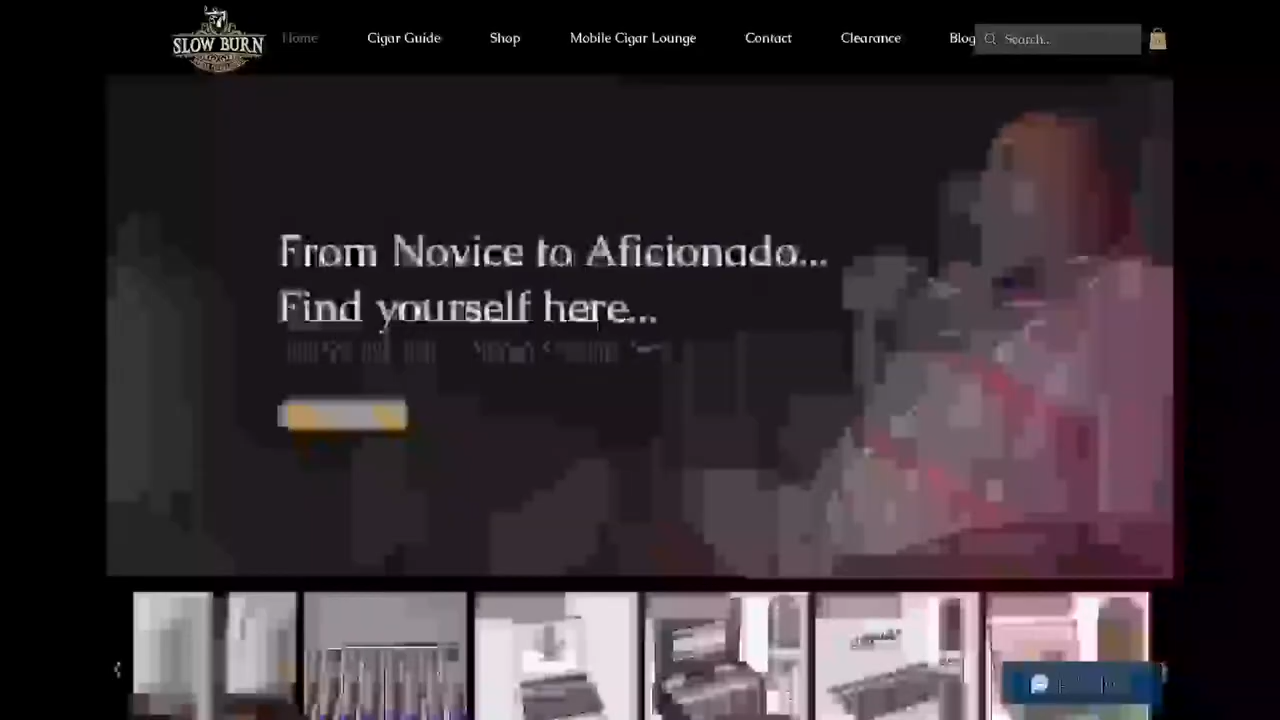 SLOW BURN
Home
Cigar Guide
Shop
Mobile Cigar Lounge
Contact
Clearance
Blog
Search..
From Novice to Aficionado...
Find yourself here...